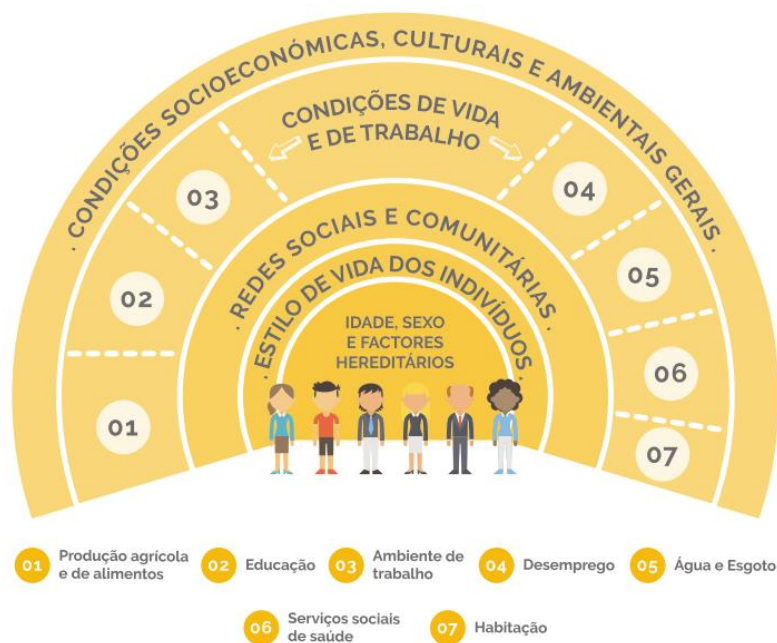 · CONDIÇÕES SOCIOECONÓMICAS, CULTURAIS E AMBIENTAIS GERAIS ·
CONDIÇÕES DE VIDA
E DE TRABALHO
03
04
02
05
01
06
07
· REDES SOCIAIS E COMUNITÁRIAS ·
· ESTILO DE VIDA DOS INDIVÍDUOS ·
IDADE, SEXO
E FACTORES
HEREDITÁRIOS
01 Produção agrícola
e de alimentos
02 Educação
03 Ambiente de
trabalho
04 Desemprego
05 Água e Esgoto
06 Serviços sociais
de saúde
07 Habitação